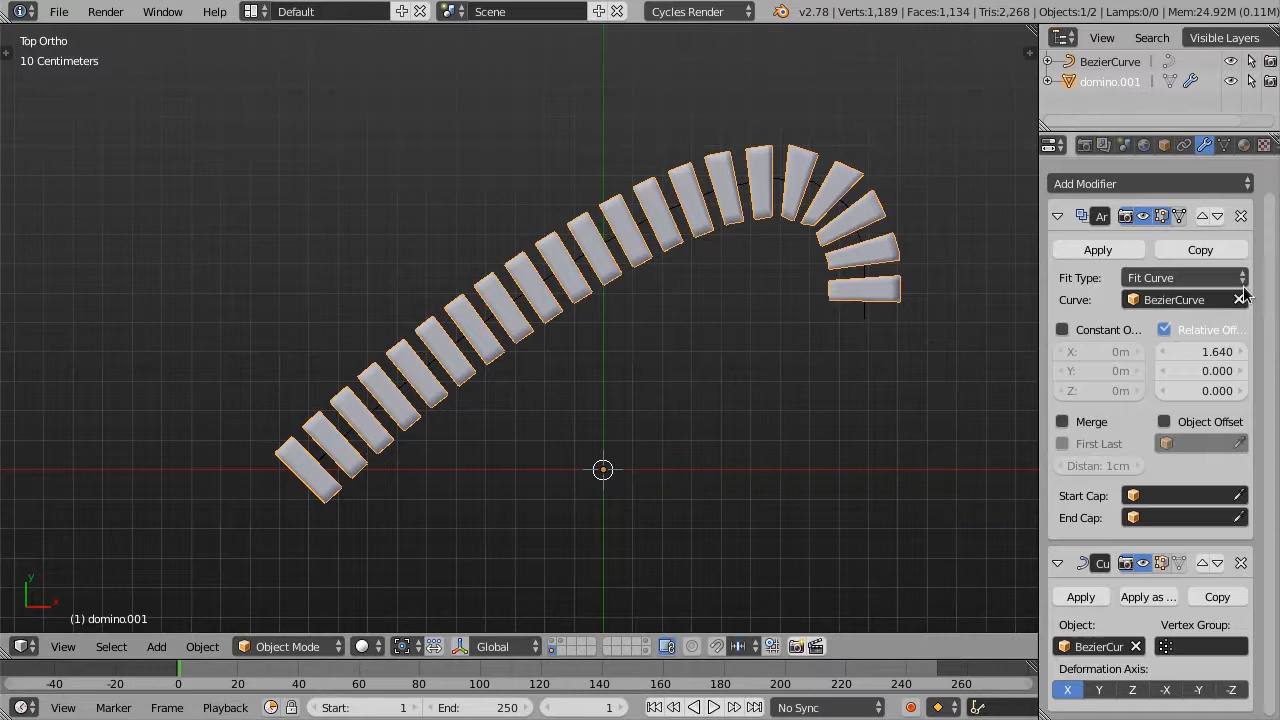 File Render Window Help Default Scene Cycles Render v2.78 | Verts:1,189 | Faces:1,134 | Tris:2,268 | Objects:1/2 | Lamps:0/0 | Mem:24.92M (0.11M)
Top Ortho
10 Centimeters
View Search Visible Layers
BezierCurve
domino.001
Add Modifier
Ar
Apply Copy
Fit Type: Fit Curve
Curve: BezierCurve
Constant O... Relative Off...
X: 0m 1.640
Y: 0m 0.000
Z: 0m 0.000
Merge Object Offset
First Last
Distan: 1cm
Start Cap:
End Cap:
Cu
Apply Apply as ... Copy
Object: Vertex Group:
BezierCur
Deformation Axis:
X Y Z -X -Y -Z
y
x
(1) domino.001
View Select Add Object Object Mode Global
-40 -20 0 20 40 60 80 100 120 140 160 180 200 220 240 260
View Marker Frame Playback Start: 1 End: 250 1 No Sync